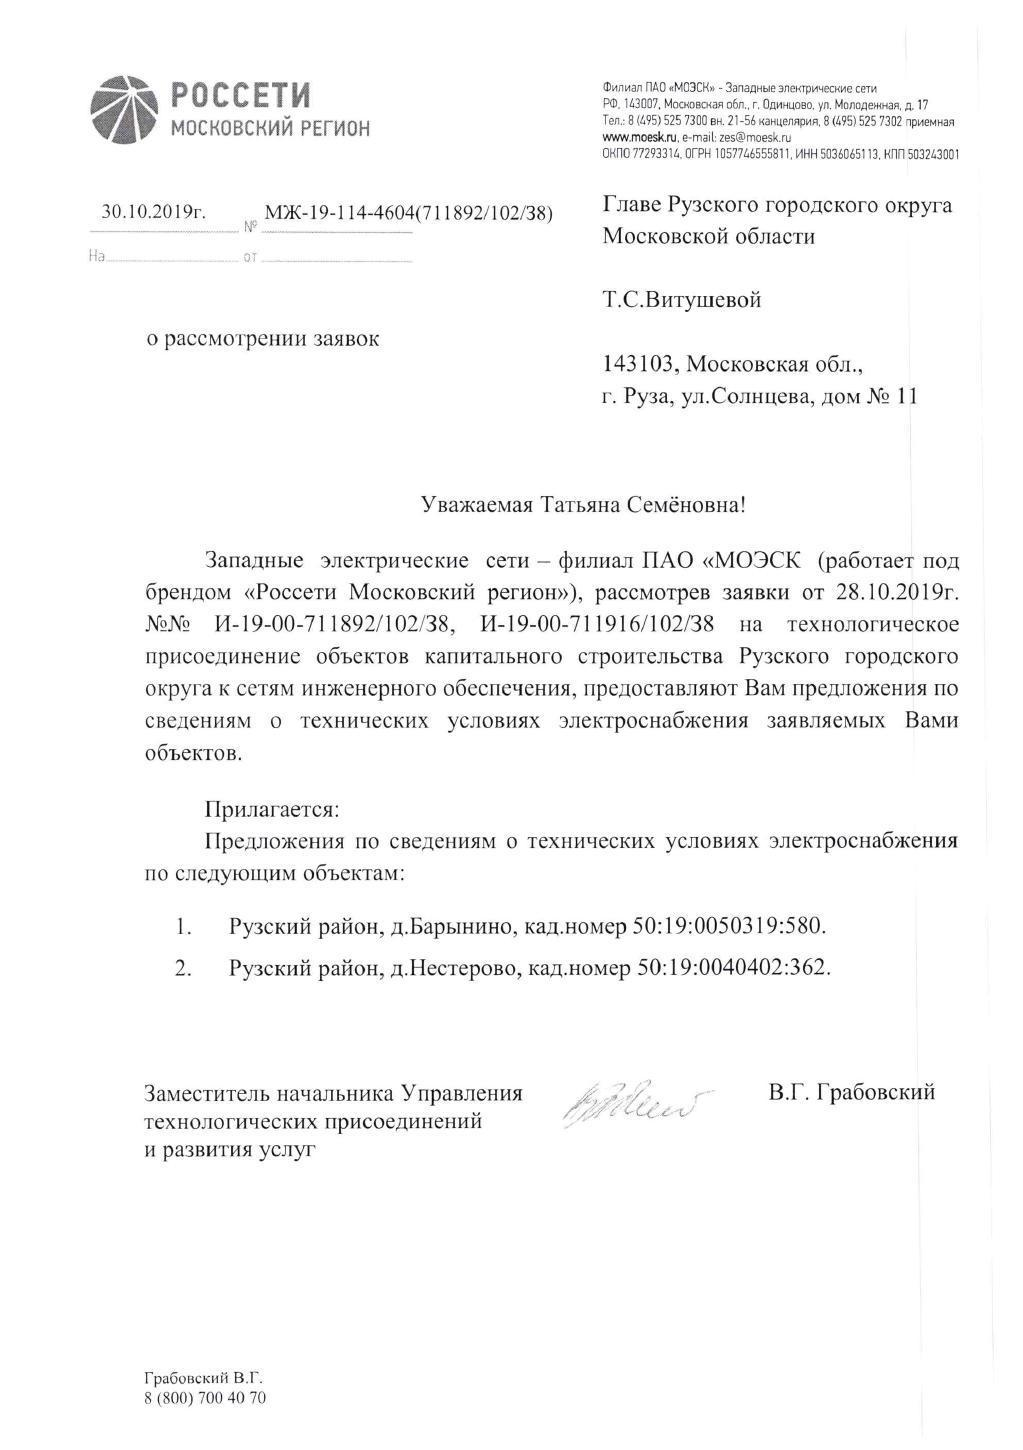 РОССЕТИ
МОСКОВСКИЙ РЕГИОН
Филиал ПАО «МОЭСК» - Западные электрические сети
РФ, 143007, Московская обл., г. Одинцово, ул. Молодежная, д. 17
Тел.: 8 (495) 525 7300 вн. 21-56 канцелярия, 8 (495) 525 7302 приемная
www.moesk.ru, e-mail: zes@moesk.ru
ОКПО 77293314, ОГРН 1057746555811, ИНН 5036065113, КПП 503243001
30.10.2019г. № МЖ-19-114-4604(711892/102/38)
На от
Главе Рузского городского округа
Московской области
Т.С.Витушевой
о рассмотрении заявок
143103, Московская обл.,
г. Руза, ул.Солнцева, дом № 11
Уважаемая Татьяна Семёновна!
Западные электрические сети – филиал ПАО «МОЭСК (работает под
брендом «Россети Московский регион»), рассмотрев заявки от 28.10.2019г.
№№ И-19-00-711892/102/38, И-19-00-711916/102/38 на технологическое
присоединение объектов капитального строительства Рузского городского
округа к сетям инженерного обеспечения, предоставляют Вам предложения по
сведениям о технических условиях электроснабжения заявляемых Вами
объектов.
Прилагается:
Предложения по сведениям о технических условиях электроснабжения
по следующим объектам:
1. Рузский район, д.Барынино, кад.номер 50:19:0050319:580.
2. Рузский район, д.Нестерово, кад.номер 50:19:0040402:362.
Заместитель начальника Управления
технологических присоединений
и развития услуг
В.Г. Грабовский
Грабовский В.Г.
8 (800) 700 40 70